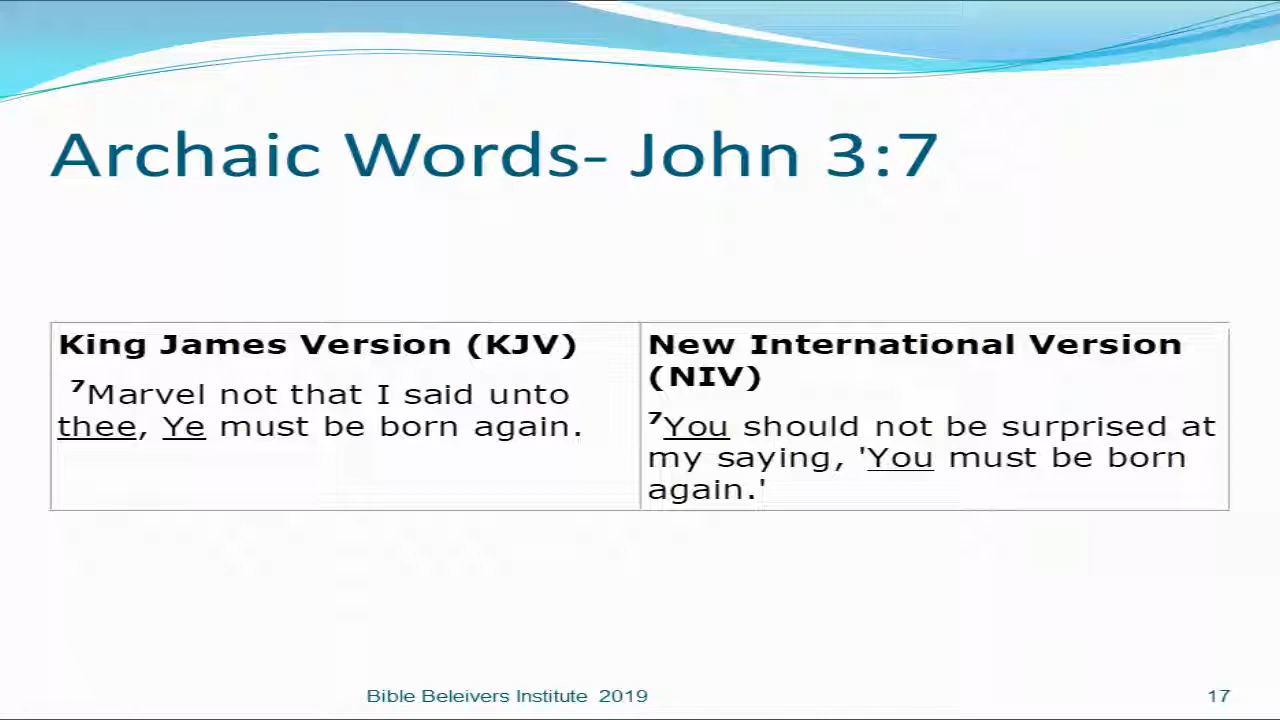 Archaic Words- John 3:7
King James Version (KJV)
⁷Marvel not that I said unto
thee, Ye must be born again.
New International Version
(NIV)
⁷You should not be surprised at
my saying, 'You must be born
again.'
Bible Beleivers Institute 2019
17